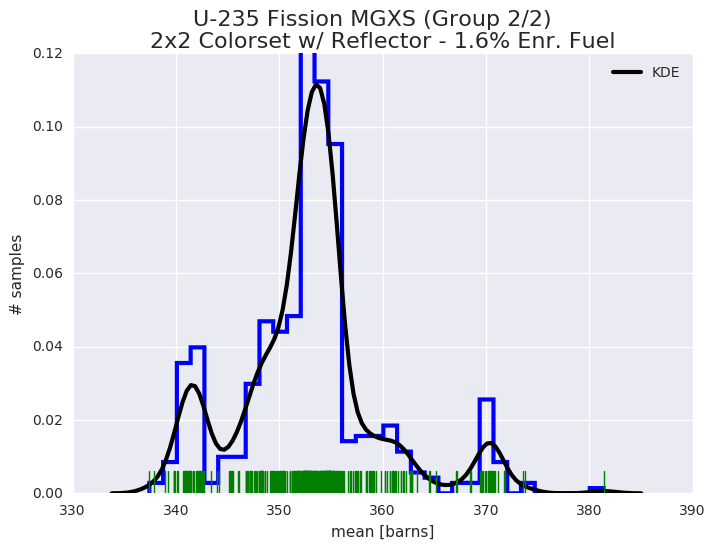 U-235 Fission MGXS (Group 2/2)
2x2 Colorset w/ Reflector - 1.6% Enr. Fuel
KDE
0.12
0.10
0.08
0.06
0.04
0.02
0.00
# samples
330 340 350 360 370 380 390
mean [barns]